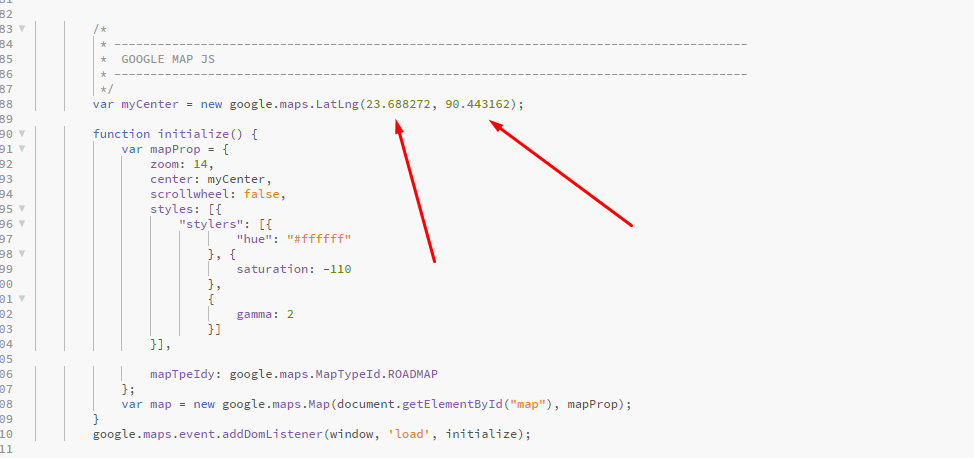 81
82
83 /*
84 * ----------------------------------------------------------------------------------------
85 * GOOGLE MAP JS
86 * ----------------------------------------------------------------------------------------
87 */
88 var myCenter = new google.maps.LatLng(23.688272, 90.443162);
89
90 function initialize() {
91 var mapProp = {
92 zoom: 14,
93 center: myCenter,
94 scrollwheel: false,
95 styles: [{
96 "stylers": [{
97 "hue": "#ffffff"
98 }, {
99 saturation: -110
00 },
01 {
02 gamma: 2
03 }]
04 }],
05
06 mapTpeIdy: google.maps.MapTypeId.ROADMAP
07 };
08 var map = new google.maps.Map(document.getElementById("map"), mapProp);
09 }
10 google.maps.event.addDomListener(window, 'load', initialize);
11